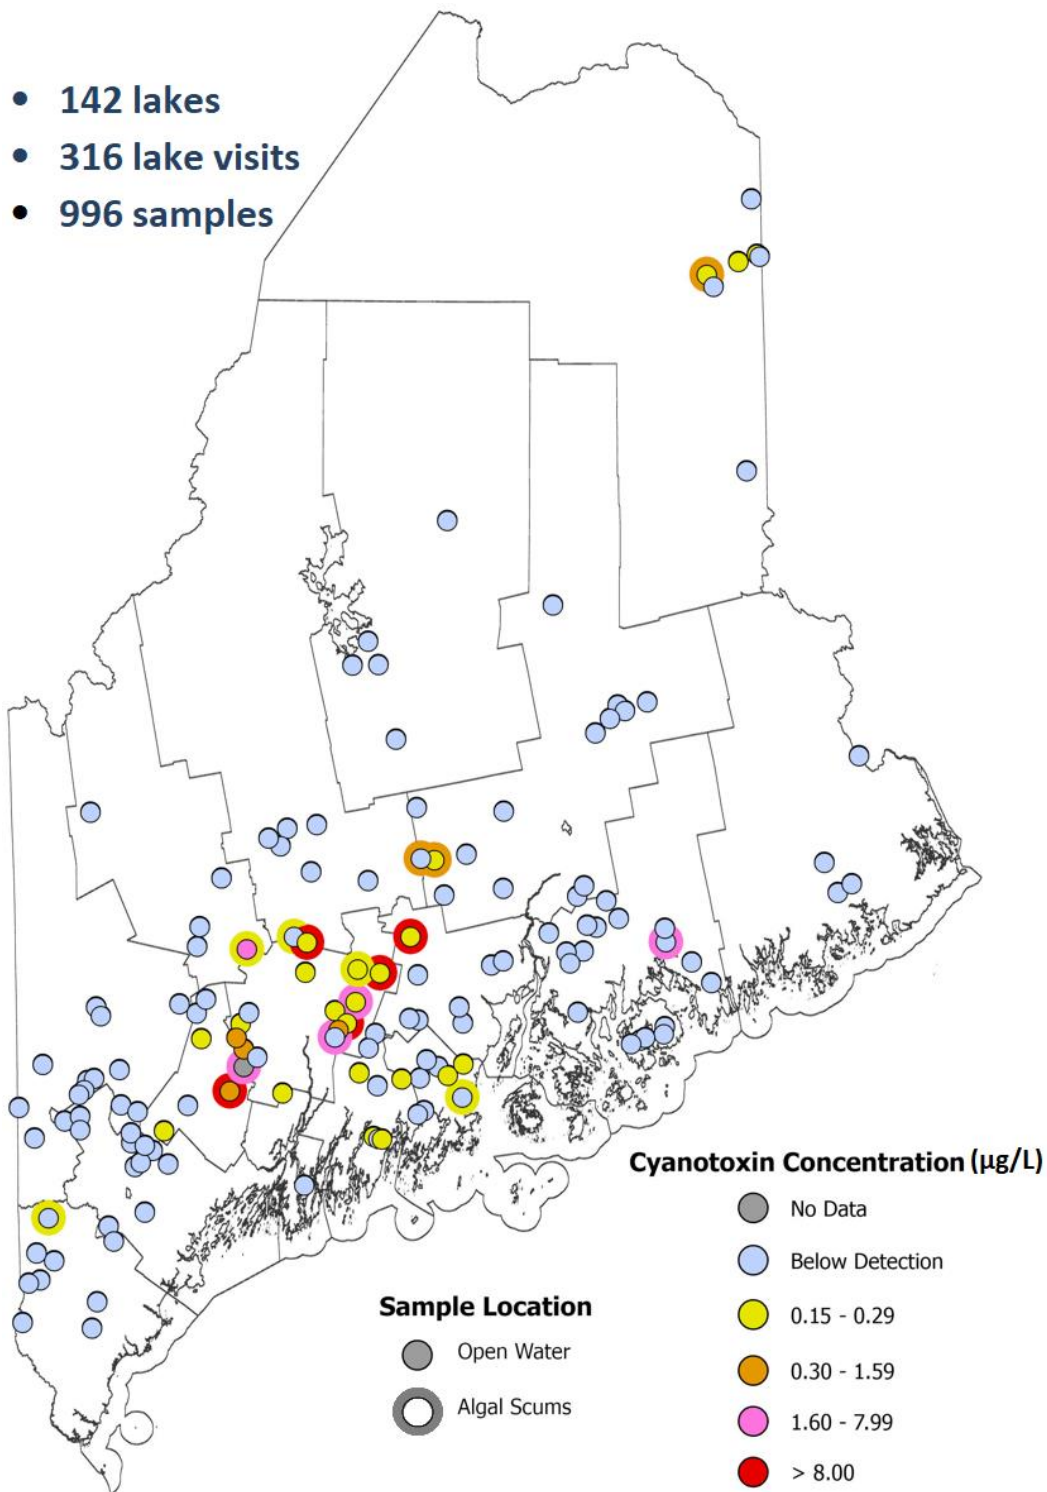 • 142 lakes
• 316 lake visits
• 996 samples
Cyanotoxin Concentration (µg/L)
No Data
Below Detection
0.15 - 0.29
0.30 - 1.59
1.60 - 7.99
> 8.00
Sample Location
Open Water
Algal Scums